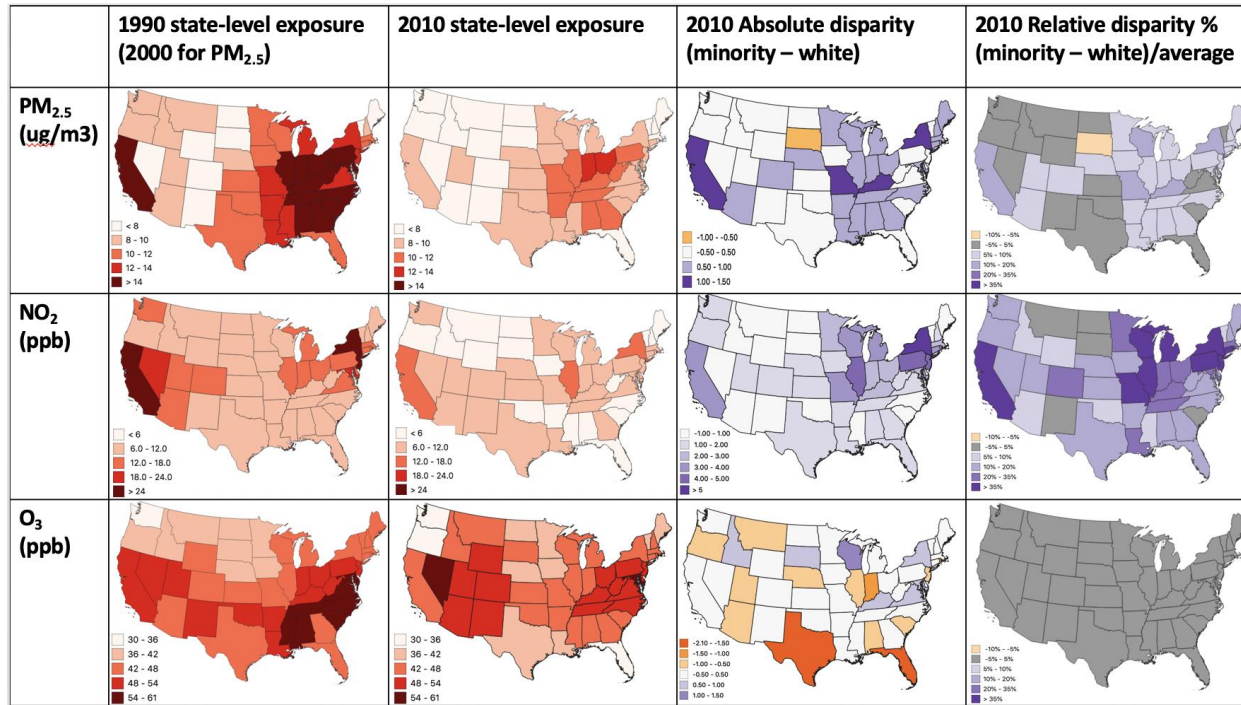 1990 state-level exposure
(2000 for PM2.5)
2010 state-level exposure
2010 Absolute disparity
(minority – white)
2010 Relative disparity %
(minority – white)/average
PM2.5
(ug/m3)
< 8
8 - 10
10 - 12
12 - 14
> 14
< 8
8 - 10
10 - 12
12 - 14
> 14
-1.00 - -0.50
-0.50 - 0.50
0.50 - 1.00
1.00 - 1.50
-10% - -5%
-5% - 5%
5% - 10%
10% - 20%
20% - 35%
> 35%
NO2
(ppb)
< 6
6.0 - 12.0
12.0 - 18.0
18.0 - 24.0
> 24
< 6
6.0 - 12.0
12.0 - 18.0
18.0 - 24.0
> 24
-1.00 - 1.00
1.00 - 2.00
2.00 - 3.00
3.00 - 4.00
4.00 - 5.00
> 5
-10% - -5%
-5% - 5%
5% - 10%
10% - 20%
20% - 35%
> 35%
O3
(ppb)
30 - 36
36 - 42
42 - 48
48 - 54
54 - 61
30 - 36
36 - 42
42 - 48
48 - 54
54 - 61
-2.10 - -1.50
-1.50 - -1.00
-1.00 - -0.50
-0.50 - 0.50
0.50 - 1.00
1.00 - 1.50
-10% - -5%
-5% - 5%
5% - 10%
10% - 20%
20% - 35%
> 35%